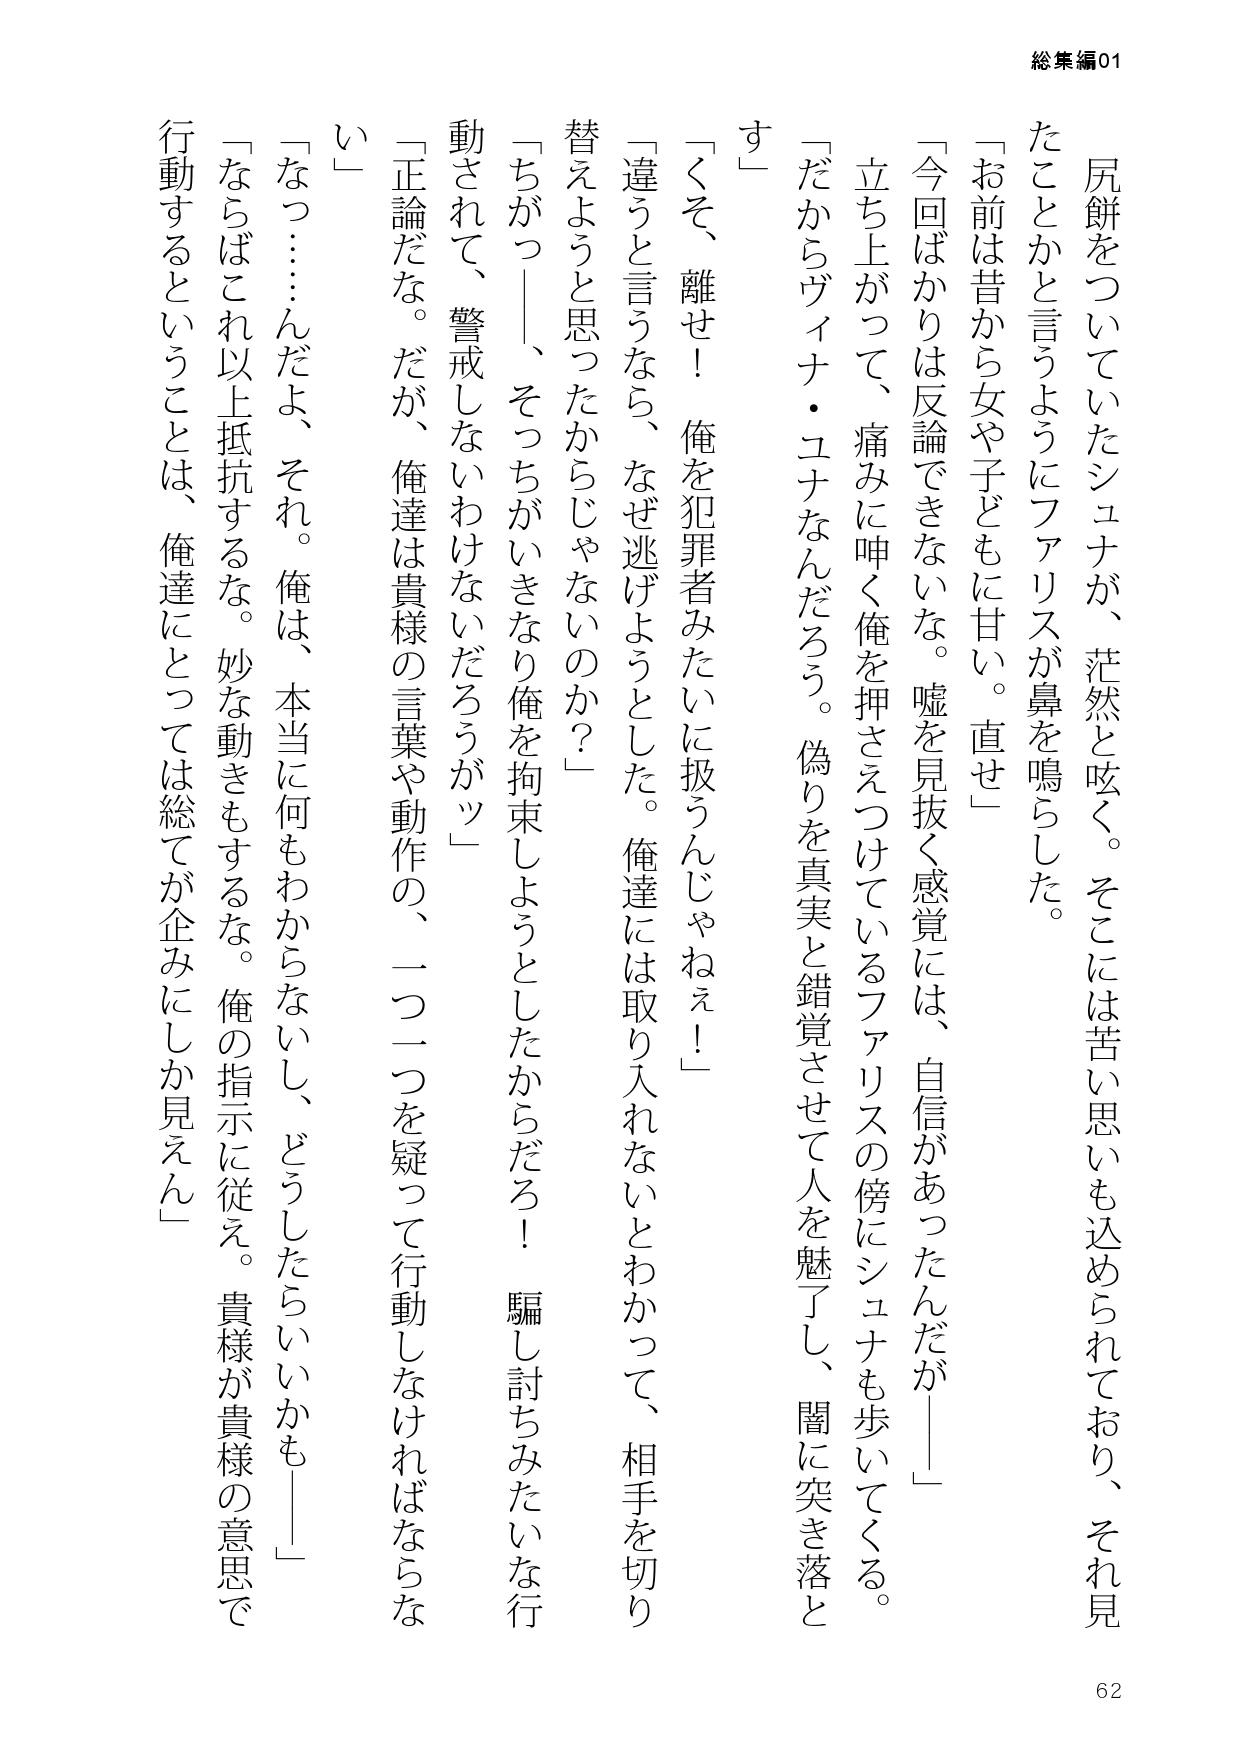 総集編01
　尻餅をついていたシュナが、茫然と呟く。そこには苦い思いも込められており、それ見
たことかと言うようにファリスが鼻を鳴らした。
「お前は昔から女や子どもに甘い。直せ」
「今回ばかりは反論できないな。嘘を見抜く感覚には、自信があったんだが――」
　立ち上がって、痛みに呻く俺を押さえつけているファリスの傍にシュナも歩いてくる。
「だからヴィナ・ユナなんだろう。偽りを真実と錯覚させて人を魅了し、闇に突き落と
す」
「くそ、離せ！　俺を犯罪者みたいに扱うんじゃねぇ！」
「違うと言うなら、なぜ逃げようとした。俺達には取り入れないとわかって、相手を切り
替えようと思ったからじゃないのか？」
「ちがっ――、そっちがいきなり俺を拘束しようとしたからだろ！　騙し討ちみたいな行
動されて、警戒しないわけないだろうがッ」
「正論だな。だが、俺達は貴様の言葉や動作の、一つ一つを疑って行動しなければならな
い」
「なっ……んだよ、それ。俺は、本当に何もわからないし、どうしたらいいかも――」
「ならばこれ以上抵抗するな。妙な動きもするな。俺の指示に従え。貴様が貴様の意思で
行動するということは、俺達にとっては総てが企みにしか見えん」
62